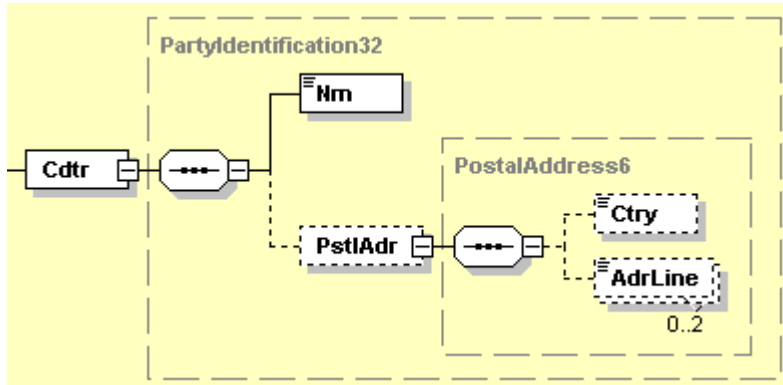 PartyIdentification32
Nm
Cdtr
PostalAddress6
Ctry
PstlAdr
AdrLine
0..2